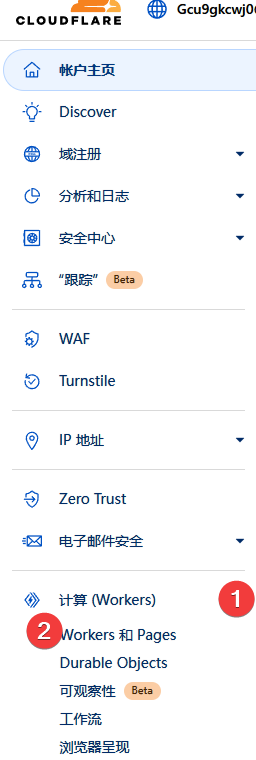 CLOUDFLARE
Gcu9gkcwj0
帐户主页
Discover
域注册
分析和日志
安全中心
“跟踪” Beta
WAF
Turnstile
IP 地址
Zero Trust
电子邮件安全
计算 (Workers) 1
2 Workers 和 Pages
Durable Objects
可观察性 Beta
工作流
浏览器呈现